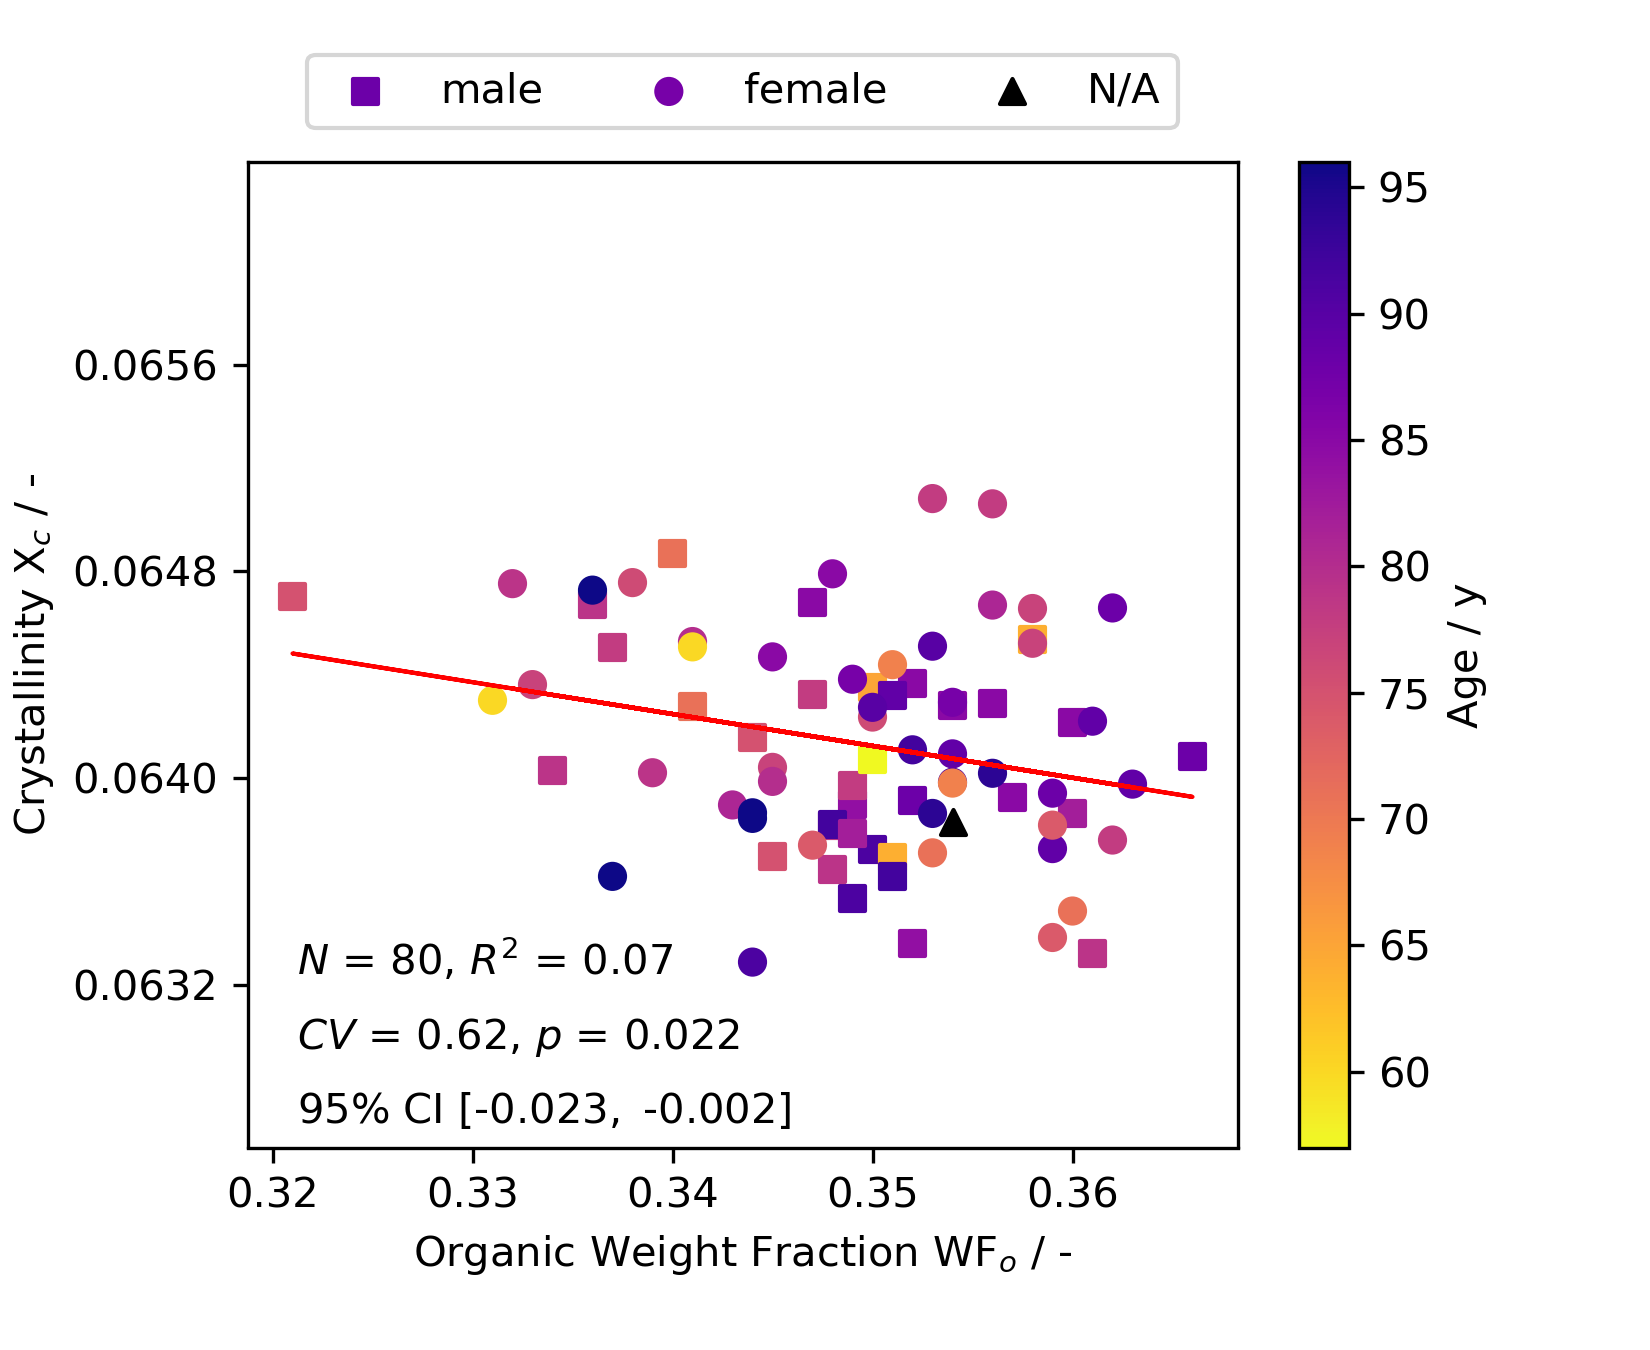 male female N/A
0.0656
0.0648
0.0640
0.0632
Crystallinity X_c / -
N = 80, R² = 0.07
CV = 0.62, p = 0.022
95% CI [-0.023, -0.002]
0.32 0.33 0.34 0.35 0.36
Organic Weight Fraction WF_o / -
95
90
85
80
75
70
65
60
Age / y